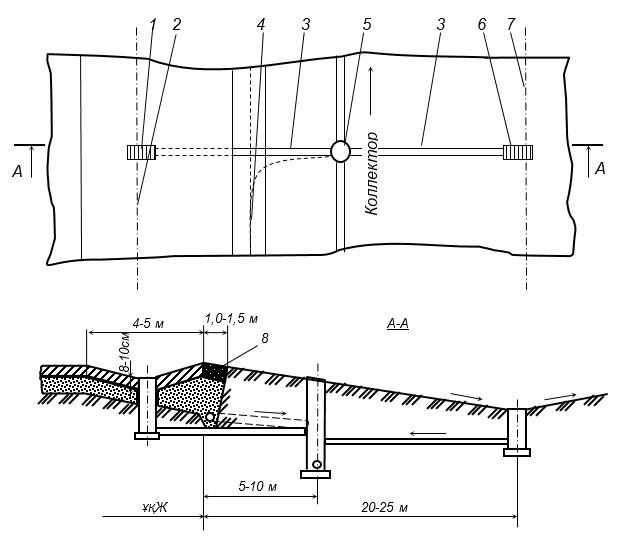 1 2 4 3 5 3 6 7
Коллектор
А А
4-5 м
1,0-1,5 м
А-А
8
8-10см
5-10 м
20-25 м
ұқЖ